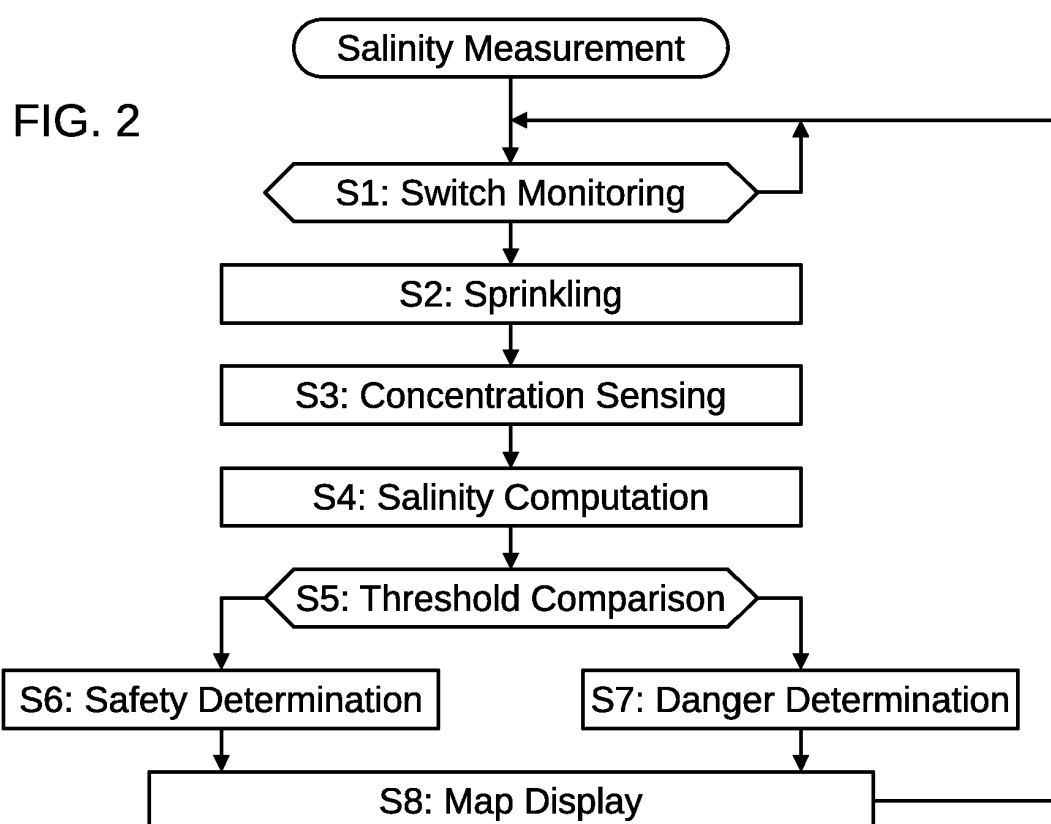 Salinity Measurement
FIG. 2
S1: Switch Monitoring
S2: Sprinkling
S3: Concentration Sensing
S4: Salinity Computation
S5: Threshold Comparison
S6: Safety Determination
S7: Danger Determination
S8: Map Display